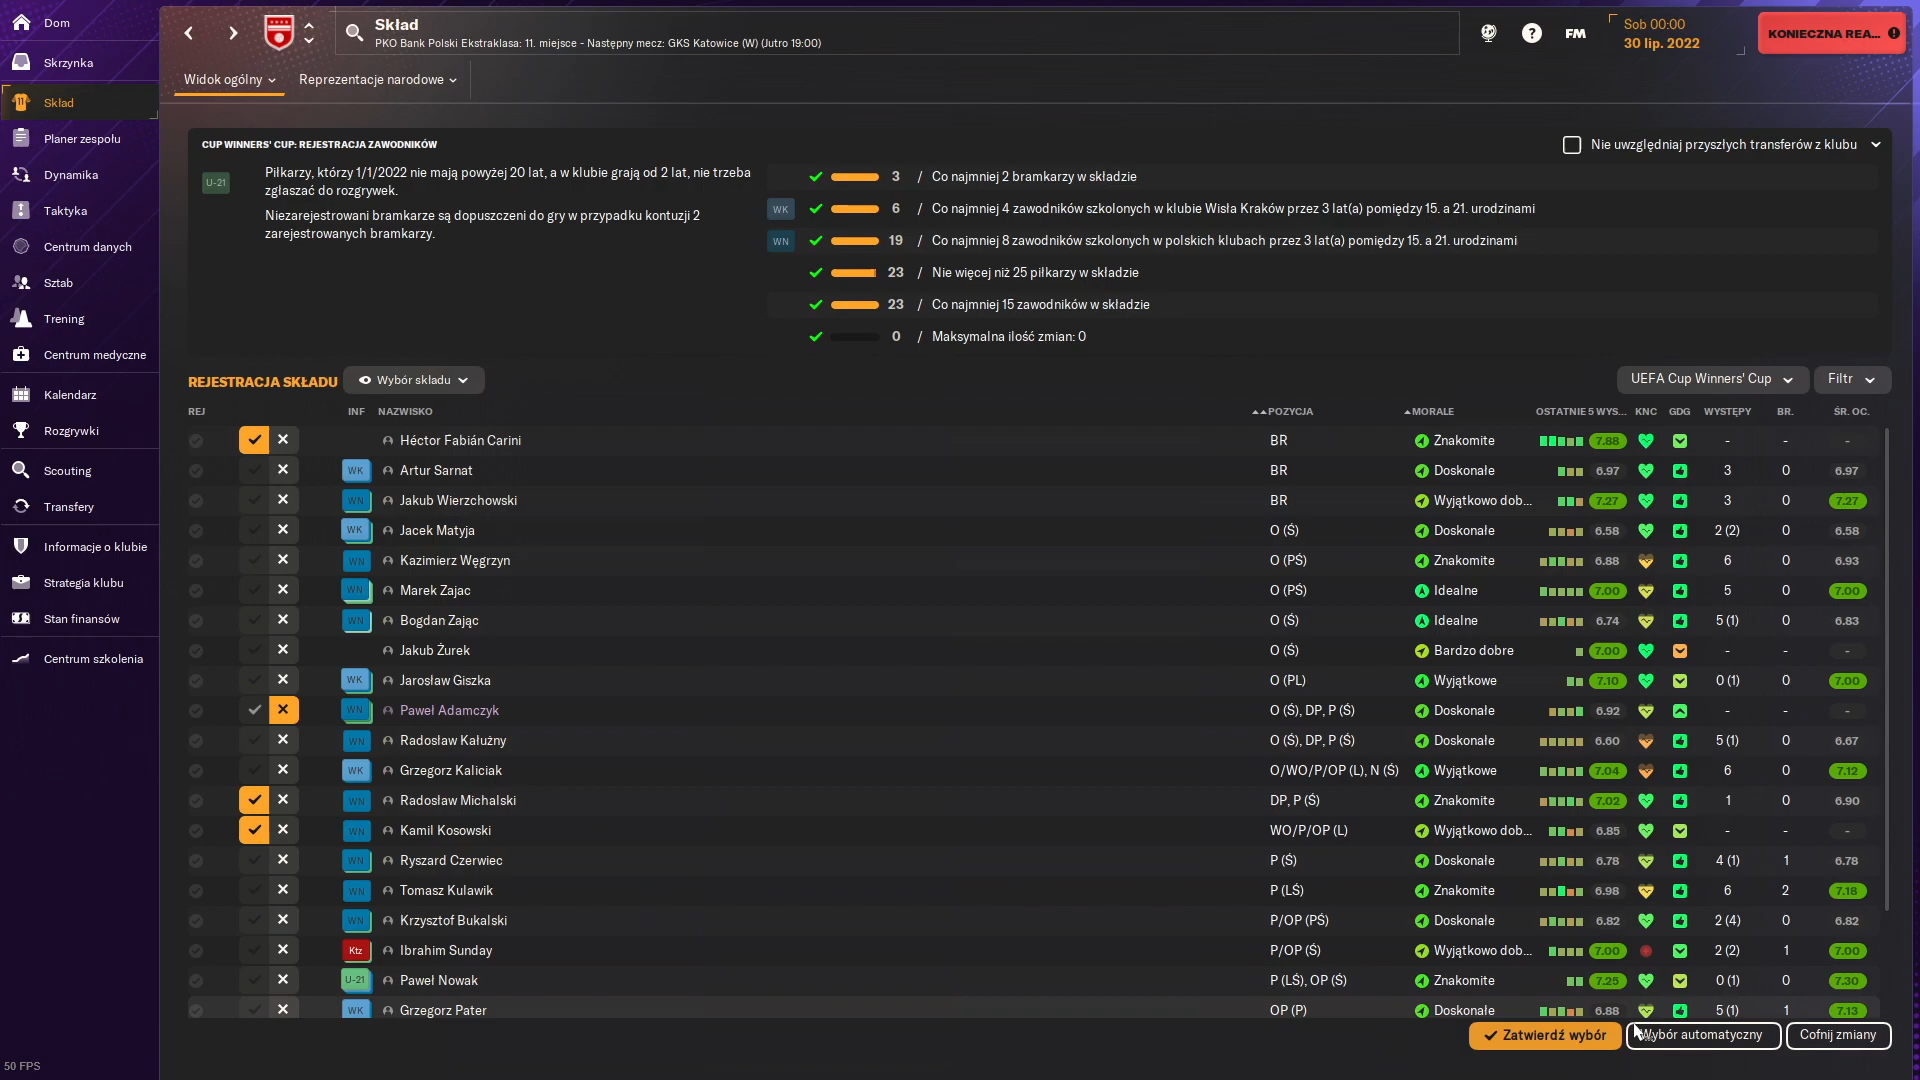 Dom
Skrzynka
Skład
Planer zespołu
Dynamika
Taktyka
Centrum danych
Sztab
Trening
Centrum medyczne
Kalendarz
Rozgrywki
Scouting
Transfery
Informacje o klubie
Strategia klubu
Stan finansów
Centrum szkolenia
50 FPS
Skład
PKO Bank Polski Ekstraklasa: 11. miejsce - Następny mecz: GKS Katowice (W) (Jutro 19:00)
FM
Sob 00:00
30 lip. 2022
KONIECZNA REA...
Widok ogólny
Reprezentacje narodowe
CUP WINNERS' CUP: REJESTRACJA ZAWODNIKÓW
Nie uwzględniaj przyszłych transferów z klubu
U-21
Piłkarzy, którzy 1/1/2022 nie mają powyżej 20 lat, a w klubie grają od 2 lat, nie trzeba
zgłaszać do rozgrywek.
Niezarejestrowani bramkarze są dopuszczeni do gry w przypadku kontuzji 2
zarejestrowanych bramkarzy.
3 / Co najmniej 2 bramkarzy w składzie
WK 6 / Co najmniej 4 zawodników szkolonych w klubie Wisła Kraków przez 3 lat(a) pomiędzy 15. a 21. urodzinami
WN 19 / Co najmniej 8 zawodników szkolonych w polskich klubach przez 3 lat(a) pomiędzy 15. a 21. urodzinami
23 / Nie więcej niż 25 piłkarzy w składzie
23 / Co najmniej 15 zawodników w składzie
0 / Maksymalna ilość zmian: 0
REJESTRACJA SKŁADU
Wybór składu
UEFA Cup Winners' Cup
Filtr
REJ INF NAZWISKO POZYCJA MORALE OSTATNIE 5 WYS... KNC GDG WYSTĘPY BR. ŚR. OC.
Héctor Fabián Carini BR Znakomite 7.88 - - -
WK Artur Sarnat BR Doskonałe 6.97 3 0 6.97
WN Jakub Wierzchowski BR Wyjątkowo dob... 7.27 3 0 7.27
WK Jacek Matyja O (Ś) Doskonałe 6.58 2 (2) 0 6.58
WN Kazimierz Węgrzyn O (PŚ) Znakomite 6.88 6 0 6.93
WN Marek Zajac O (PŚ) Idealne 7.00 5 0 7.00
WN Bogdan Zając O (Ś) Idealne 6.74 5 (1) 0 6.83
Jakub Żurek O (Ś) Bardzo dobre 7.00 - - -
WK Jarosław Giszka O (PL) Wyjątkowe 7.10 0 (1) 0 7.00
WN Paweł Adamczyk O (Ś), DP, P (Ś) Doskonałe 6.92 - - -
WN Radosław Kałużny O (Ś), DP, P (Ś) Doskonałe 6.60 5 (1) 0 6.67
WK Grzegorz Kaliciak O/WO/P/OP (L), N (Ś) Wyjątkowe 7.04 6 0 7.12
WN Radoslaw Michalski DP, P (Ś) Znakomite 7.02 1 0 6.90
WN Kamil Kosowski WO/P/OP (L) Wyjątkowo dob... 6.85 - - -
WN Ryszard Czerwiec P (Ś) Doskonałe 6.78 4 (1) 1 6.78
WN Tomasz Kulawik P (LŚ) Znakomite 6.98 6 2 7.18
WN Krzysztof Bukalski P/OP (PŚ) Doskonałe 6.82 2 (4) 0 6.82
Ktz Ibrahim Sunday P/OP (Ś) Wyjątkowo dob... 7.00 2 (2) 1 7.00
U-21 Paweł Nowak P (LŚ), OP (Ś) Znakomite 7.25 0 (1) 0 7.30
WK Grzegorz Pater OP (P) Doskonałe 6.88 5 (1) 1 7.13
Zatwierdź wybór
Wybór automatyczny
Cofnij zmiany